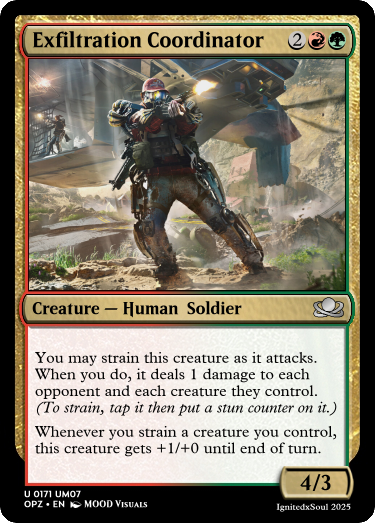 Exfiltration Coordinator 2
Creature — Human Soldier
You may strain this creature as it attacks.
When you do, it deals 1 damage to each
opponent and each creature they control.
(To strain, tap it then put a stun counter on it.)
Whenever you strain a creature you control,
this creature gets +1/+0 until end of turn.
4/3
U 0171 UM07
OPZ • EN MOOD Visuals
IgnitedxSoul 2025